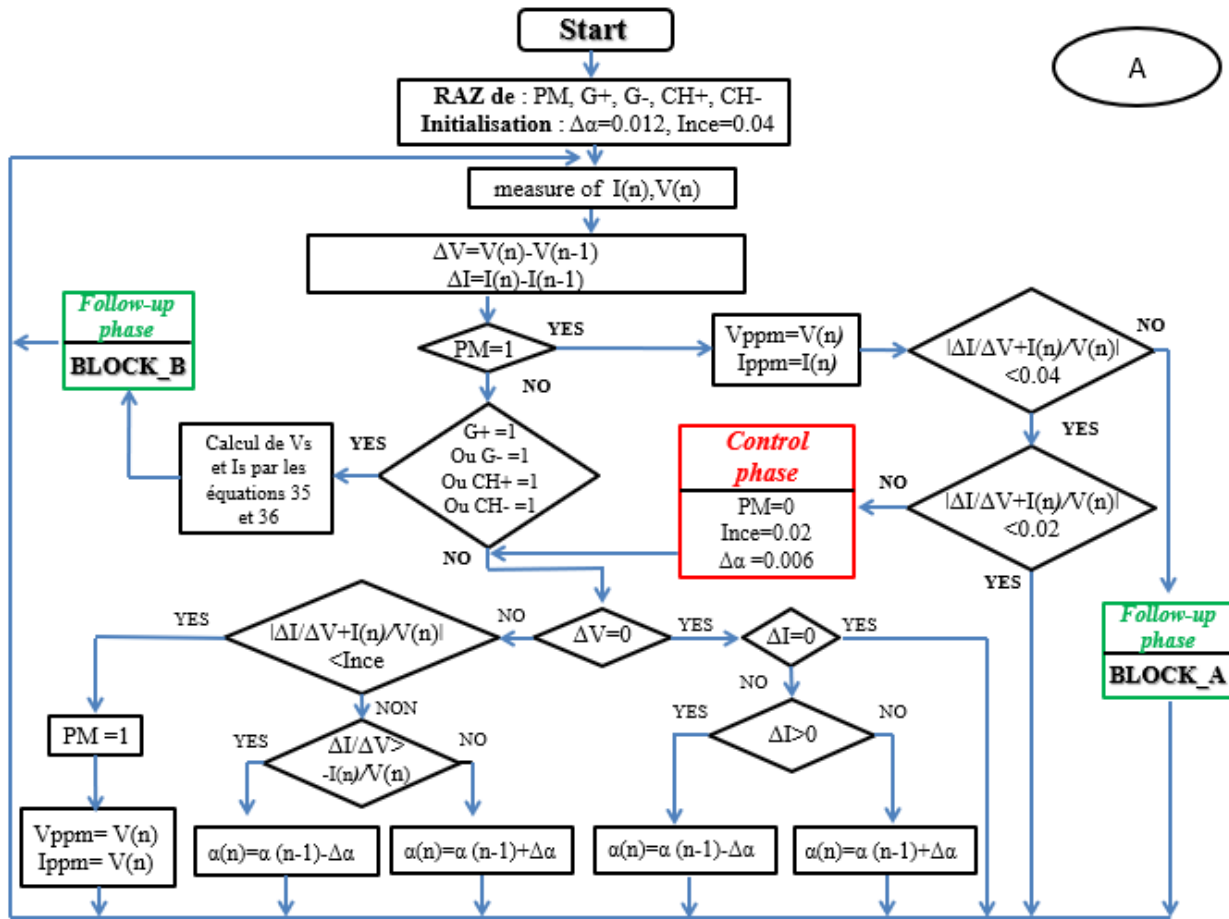 Start
A
RAZ de : PM, G+, G-, CH+, CH-
Initialisation : Δα=0.012, Ince=0.04
measure of I(n),V(n)
ΔV=V(n)-V(n-1)
ΔI=I(n)-I(n-1)
Follow-up
phase
BLOCK_B
PM=1
YES
NO
Vppm=V(n)
Ippm=I(n)
|ΔI/ΔV+I(n)/V(n)|
<0.04
NO
YES
G+ =1
Ou G- =1
Ou CH+ =1
Ou CH- =1
YES
NO
Calcul de Vs
et Is par les
équations 35
et 36
Control
phase
PM=0
Ince=0.02
Δα =0.006
NO
|ΔI/ΔV+I(n)/V(n)|
<0.02
YES
Follow-up
phase
BLOCK_A
YES
|ΔI/ΔV+I(n)/V(n)|
<Ince
NO
ΔV=0
YES
ΔI=0
YES
NO
NON
PM =1
YES
ΔI/ΔV>
-I(n)/V(n)
NO
YES
ΔI>0
NO
Vppm= V(n)
Ippm= V(n)
α(n)=α (n-1)-Δα
α(n)=α (n-1)+Δα
α(n)=α (n-1)-Δα
α(n)=α (n-1)+Δα